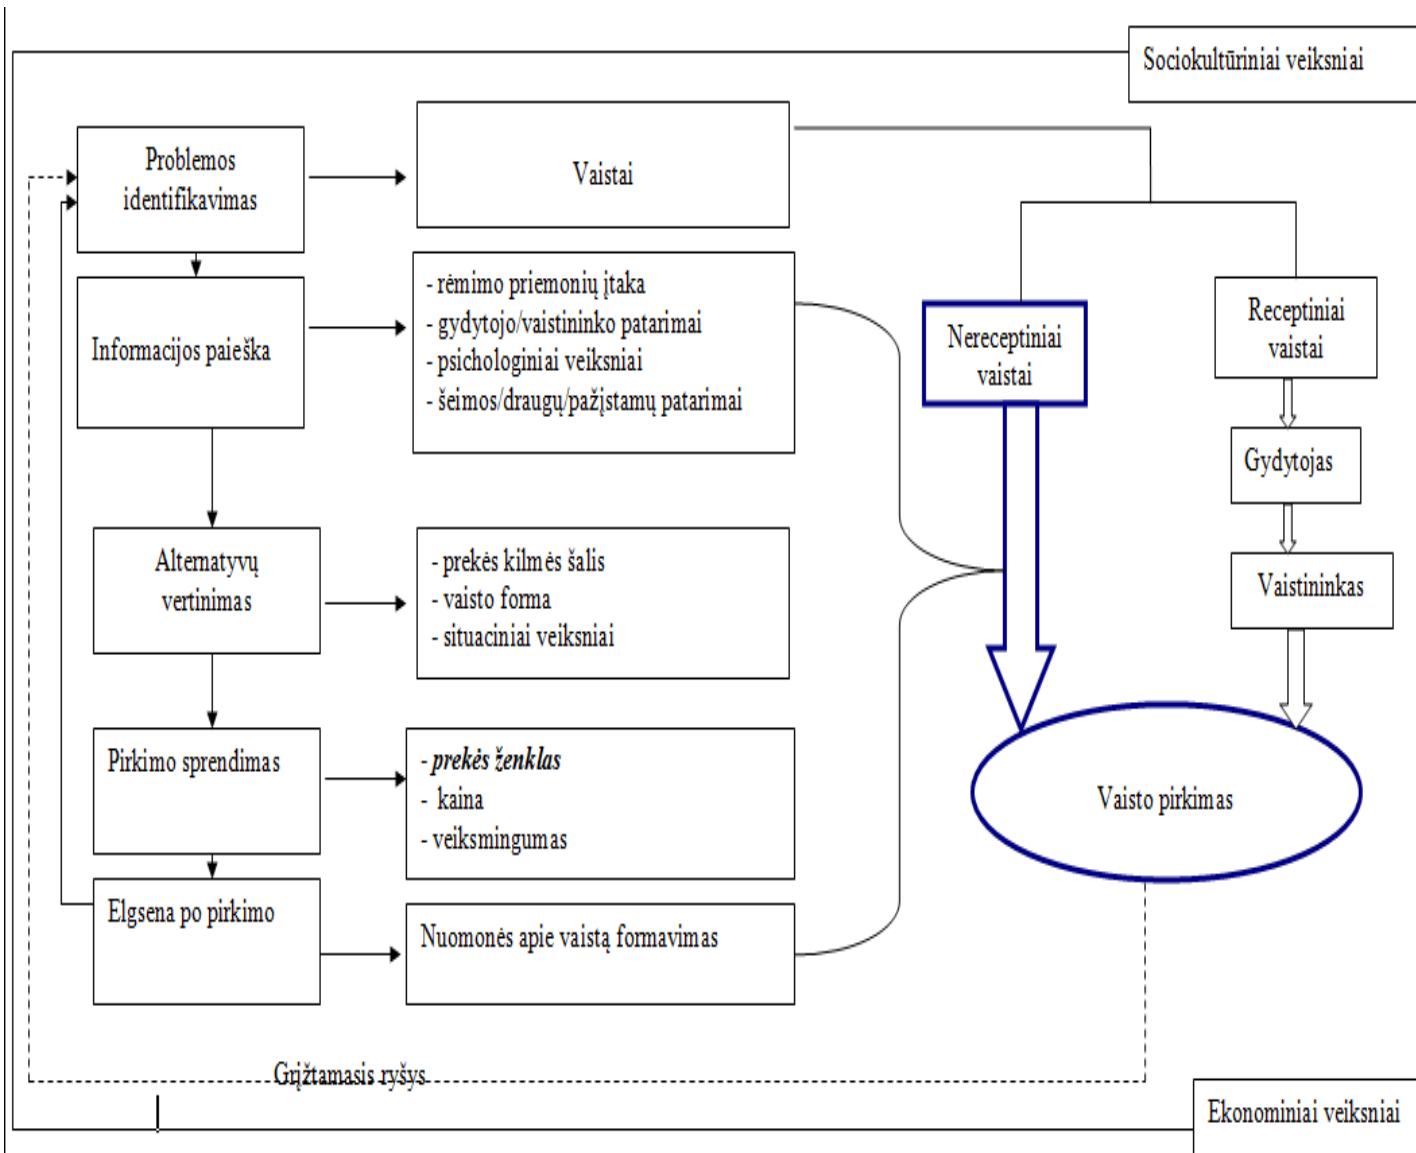 Sociokultūriniai veiksniai
Problemos
identifikavimas
Vaistai
Informacijos paieška
- rėmimo priemonių įtaka
- gydytojo/vaistininko patarimai
- psichologiniai veiksniai
- šeimos/draugų/pažįstamų patarimai
Nereceptiniai
vaistai
Receptiniai
vaistai
Gydytojas
Vaistininkas
Alternatyvų
vertinimas
- prekės kilmės šalis
- vaisto forma
- situaciniai veiksniai
Pirkimo sprendimas
- prekės ženklas
- kaina
- veiksmingumas
Vaisto pirkimas
Elgsena po pirkimo
Nuomonės apie vaistą formavimas
Grįžtamasis ryšys
Ekonominiai veiksniai